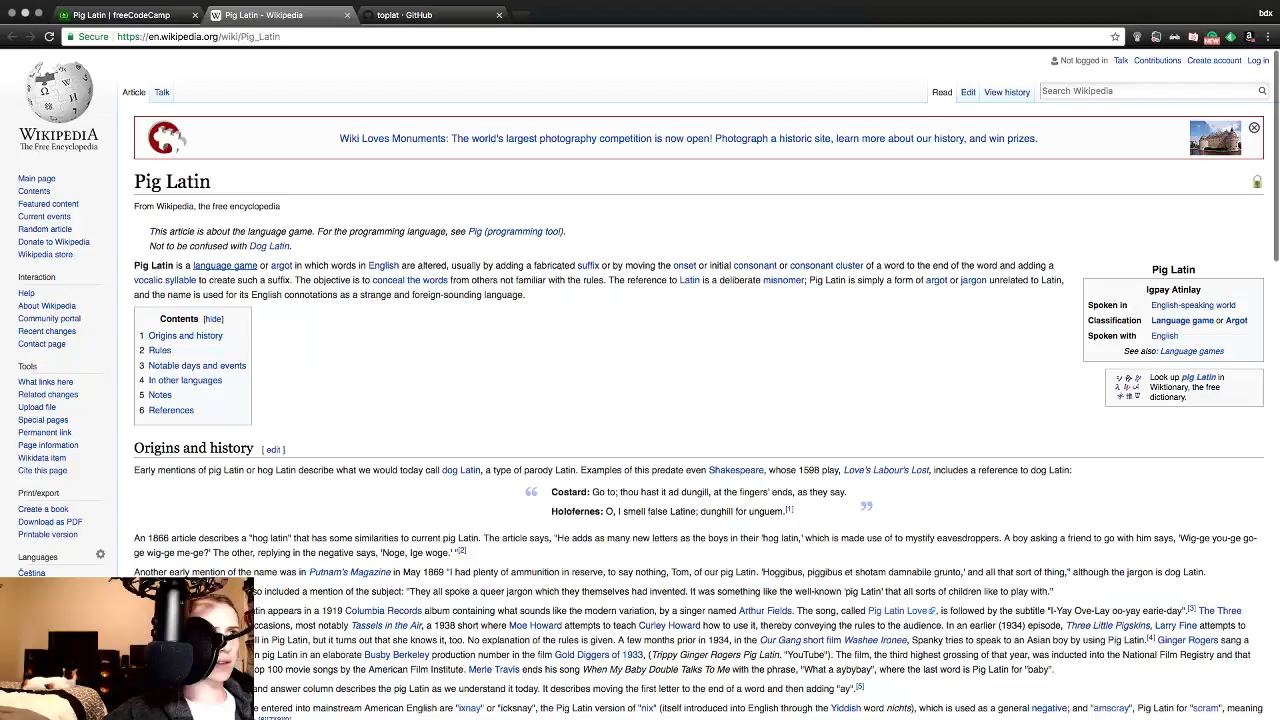 Pig Latin | freeCodeCamp
Pig Latin - Wikipedia
toplat · GitHub
bdx
Secure
https://en.wikipedia.org/wiki/Pig_Latin
NEW
Not logged in Talk Contributions Create account Log in
Article Talk
Read Edit View history
Search Wikipedia
WIKIPEDIA
The Free Encyclopedia
Main page
Contents
Featured content
Current events
Random article
Donate to Wikipedia
Wikipedia store
Interaction
Help
About Wikipedia
Community portal
Recent changes
Contact page
Tools
What links here
Related changes
Upload file
Special pages
Permanent link
Page information
Wikidata item
Cite this page
Print/export
Create a book
Download as PDF
Printable version
Languages
Čeština
Wiki Loves Monuments: The world's largest photography competition is now open! Photograph a historic site, learn more about our history, and win prizes.
Pig Latin
From Wikipedia, the free encyclopedia
This article is about the language game. For the programming language, see Pig (programming tool).
Not to be confused with Dog Latin.
Pig Latin is a language game or argot in which words in English are altered, usually by adding a fabricated suffix or by moving the onset or initial consonant or consonant cluster of a word to the end of the word and adding a
vocalic syllable to create such a suffix. The objective is to conceal the words from others not familiar with the rules. The reference to Latin is a deliberate misnomer; Pig Latin is simply a form of argot or jargon unrelated to Latin,
and the name is used for its English connotations as a strange and foreign-sounding language.
Pig Latin
Igpay Atinlay
Spoken in English-speaking world
Classification Language game or Argot
Spoken with English
See also: Language games
Look up pig Latin in
Wiktionary, the free
dictionary.
Contents [hide]
1 Origins and history
2 Rules
3 Notable days and events
4 In other languages
5 Notes
6 References
Origins and history [ edit ]
Early mentions of pig Latin or hog Latin describe what we would today call dog Latin, a type of parody Latin. Examples of this predate even Shakespeare, whose 1598 play, Love's Labour's Lost, includes a reference to dog Latin:
“ Costard: Go to; thou hast it ad dungill, at the fingers' ends, as they say.
Holofernes: O, I smell false Latine; dunghill for unguem.[1] ”
An 1866 article describes a "hog latin" that has some similarities to current pig Latin. The article says, "He adds as many new letters as the boys in their 'hog latin,' which is made use of to mystify eavesdroppers. A boy asking a friend to go with him says, 'Wig-ge you-ge go-
ge wig-ge me-ge?' The other, replying in the negative says, 'Noge, Ige woge.' "[2]
Another early mention of the name was in Putnam's Magazine in May 1869 "I had plenty of ammunition in reserve, to say nothing, Tom, of our pig Latin. 'Hoggibus, piggibus et shotam damnabile grunto,' and all that sort of thing," although the jargon is dog Latin.
so included a mention of the subject: "They all spoke a queer jargon which they themselves had invented. It was something like the well-known 'pig Latin' that all sorts of children like to play with."
tin appears in a 1919 Columbia Records album containing what sounds like the modern variation, by a singer named Arthur Fields. The song, called Pig Latin Love, is followed by the subtitle "I-Yay Ove-Lay oo-yay earie-day".[3] The Three
most notably Tassels in the Air, a 1938 short where Moe Howard attempts to teach Curley Howard how to use it, thereby conveying the rules to the audience. In an earlier (1934) episode, Three Little Pigskins, Larry Fine attempts to
ll in Pig Latin, but it turns out that she knows it, too. No explanation of the rules is given. A few months prior in 1934, in the Our Gang short film Washee Ironee, Spanky tries to speak to an Asian boy by using Pig Latin.[4] Ginger Rogers sang a
n pig Latin in an elaborate Busby Berkeley production number in the film Gold Diggers of 1933, (Trippy Ginger Rogers Pig Latin. "YouTube"). The film, the third highest grossing of that year, was inducted into the National Film Registry and that
op 100 movie songs by the American Film Institute. Merle Travis ends his song When My Baby Double Talks To Me with the phrase, "What a aybybay", where the last word is Pig Latin for "baby".
and answer column describes the pig Latin as we understand it today. It describes moving the first letter to the end of a word and then adding "ay".[5]
e entered into mainstream American English are "ixnay" or "icksnay", the Pig Latin version of "nix" (itself introduced into English through the Yiddish word nichts), which is used as a general negative; and "amscray", Pig Latin for "scram", meaning